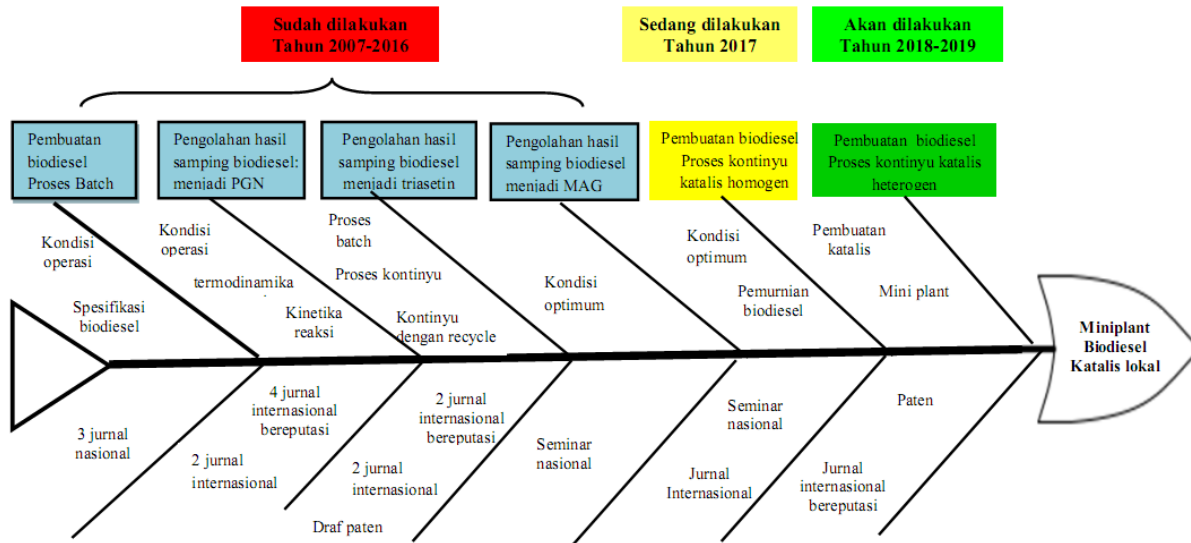 Sudah dilakukan
Tahun 2007-2016
Sedang dilakukan
Tahun 2017
Akan dilakukan
Tahun 2018-2019
Pembuatan
biodiesel
Proses Batch
Pengolahan hasil
samping biodiesel:
menjadi PGN
Pengolahan hasil
samping biodiesel
menjadi triasetin
Pengolahan hasil
samping biodiesel
menjadi MAG
Pembuatan biodiesel
Proses kontinyu
katalis homogen
Pembuatan biodiesel
Proses kontinyu katalis
heterogen
Kondisi
operasi
Spesifikasi
biodiesel
Kondisi
operasi
termodinamika
Kinetika
reaksi
Proses
batch
Proses kontinyu
Kontinyu
dengan recycle
Kondisi
optimum
Kondisi
optimum
Pemurnian
biodiesel
Pembuatan
katalis
Mini plant
Miniplant
Biodiesel
Katalis lokal
3 jurnal
nasional
4 jurnal
internasional
bereputasi
2 jurnal
internasional
2 jurnal
internasional
bereputasi
2 jurnal
internasional
Draf paten
Seminar
nasional
Seminar
nasional
Jurnal
Internasional
Paten
Jurnal
internasional
bereputasi